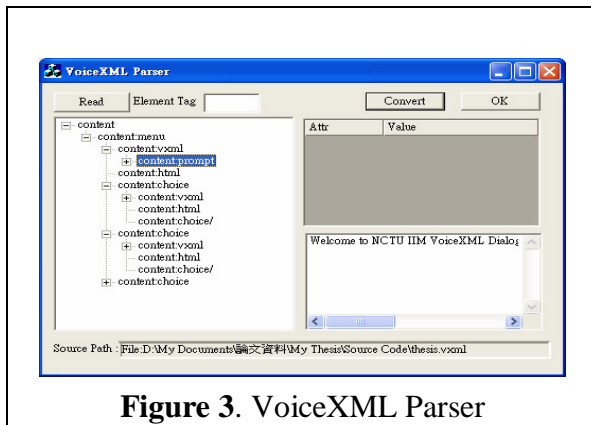 VoiceXML Parser
Read Element Tag Convert OK
content
content:menu
content:vxml
content:prompt
content:html
content:choice
content:vxml
content:html
content:choice/
content:choice
content:vxml
content:html
content:choice/
content:choice
Attr Value
Welcome to NCTU IIM VoiceXML Dialog
Source Path : File:D:\My Documents\論文資料\My Thesis\Source Code\thesis.vxml
Figure 3. VoiceXML Parser